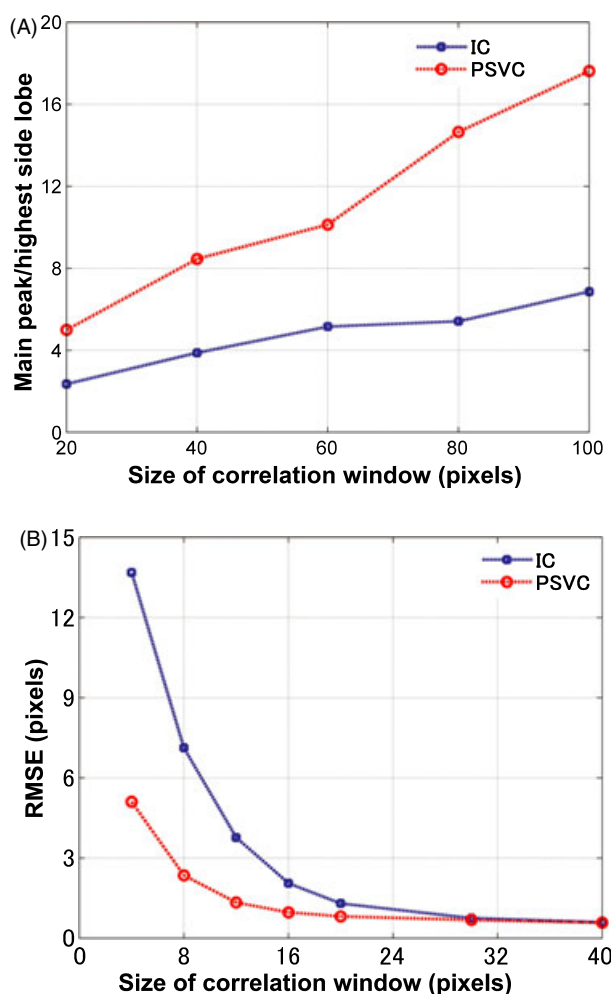 (A)
20
16
12
8
4
0
Main peak/highest side lobe
IC
PSVC
20 40 60 80 100
Size of correlation window (pixels)
(B)
15
12
9
6
3
0
RMSE (pixels)
IC
PSVC
0 8 16 24 32 40
Size of correlation window (pixels)